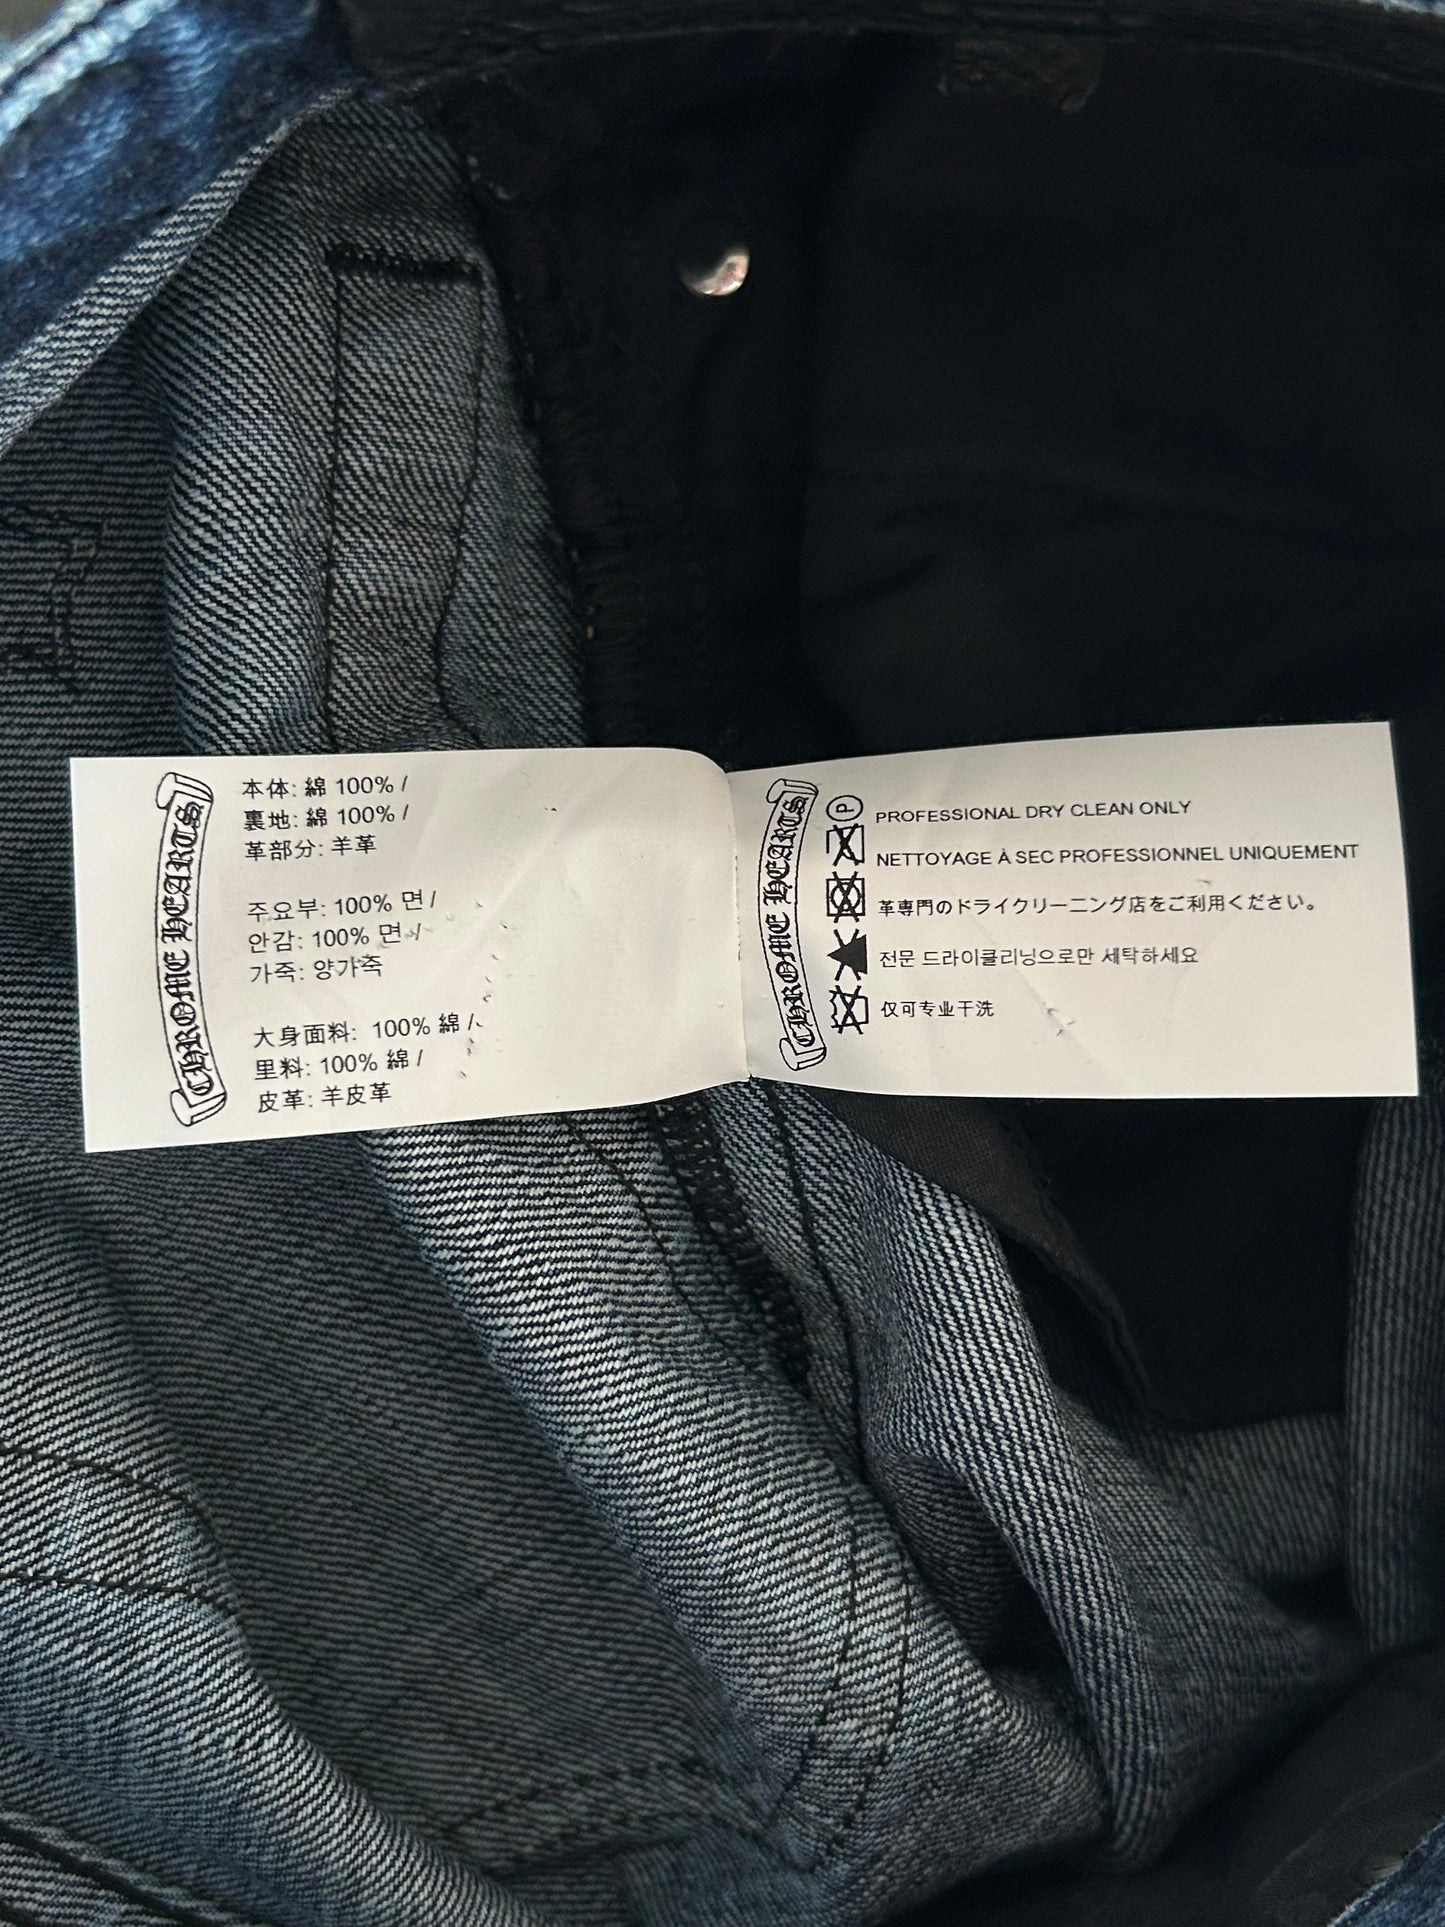 CHROME HEARTS
本体: 綿 100% /
裏地: 綿 100% /
革部分: 羊革
주요부: 100% 면 /
안감: 100% 면 /
가죽: 양가죽
大身面料: 100% 綿 /
里料: 100% 綿 /
皮革: 羊皮革
CHROME HEARTS
P
PROFESSIONAL DRY CLEAN ONLY
NETTOYAGE À SEC PROFESSIONNEL UNIQUEMENT
革専門のドライクリーニング店をご利用ください。
전문 드라이클리닝으로만 세탁하세요
仅可专业干洗